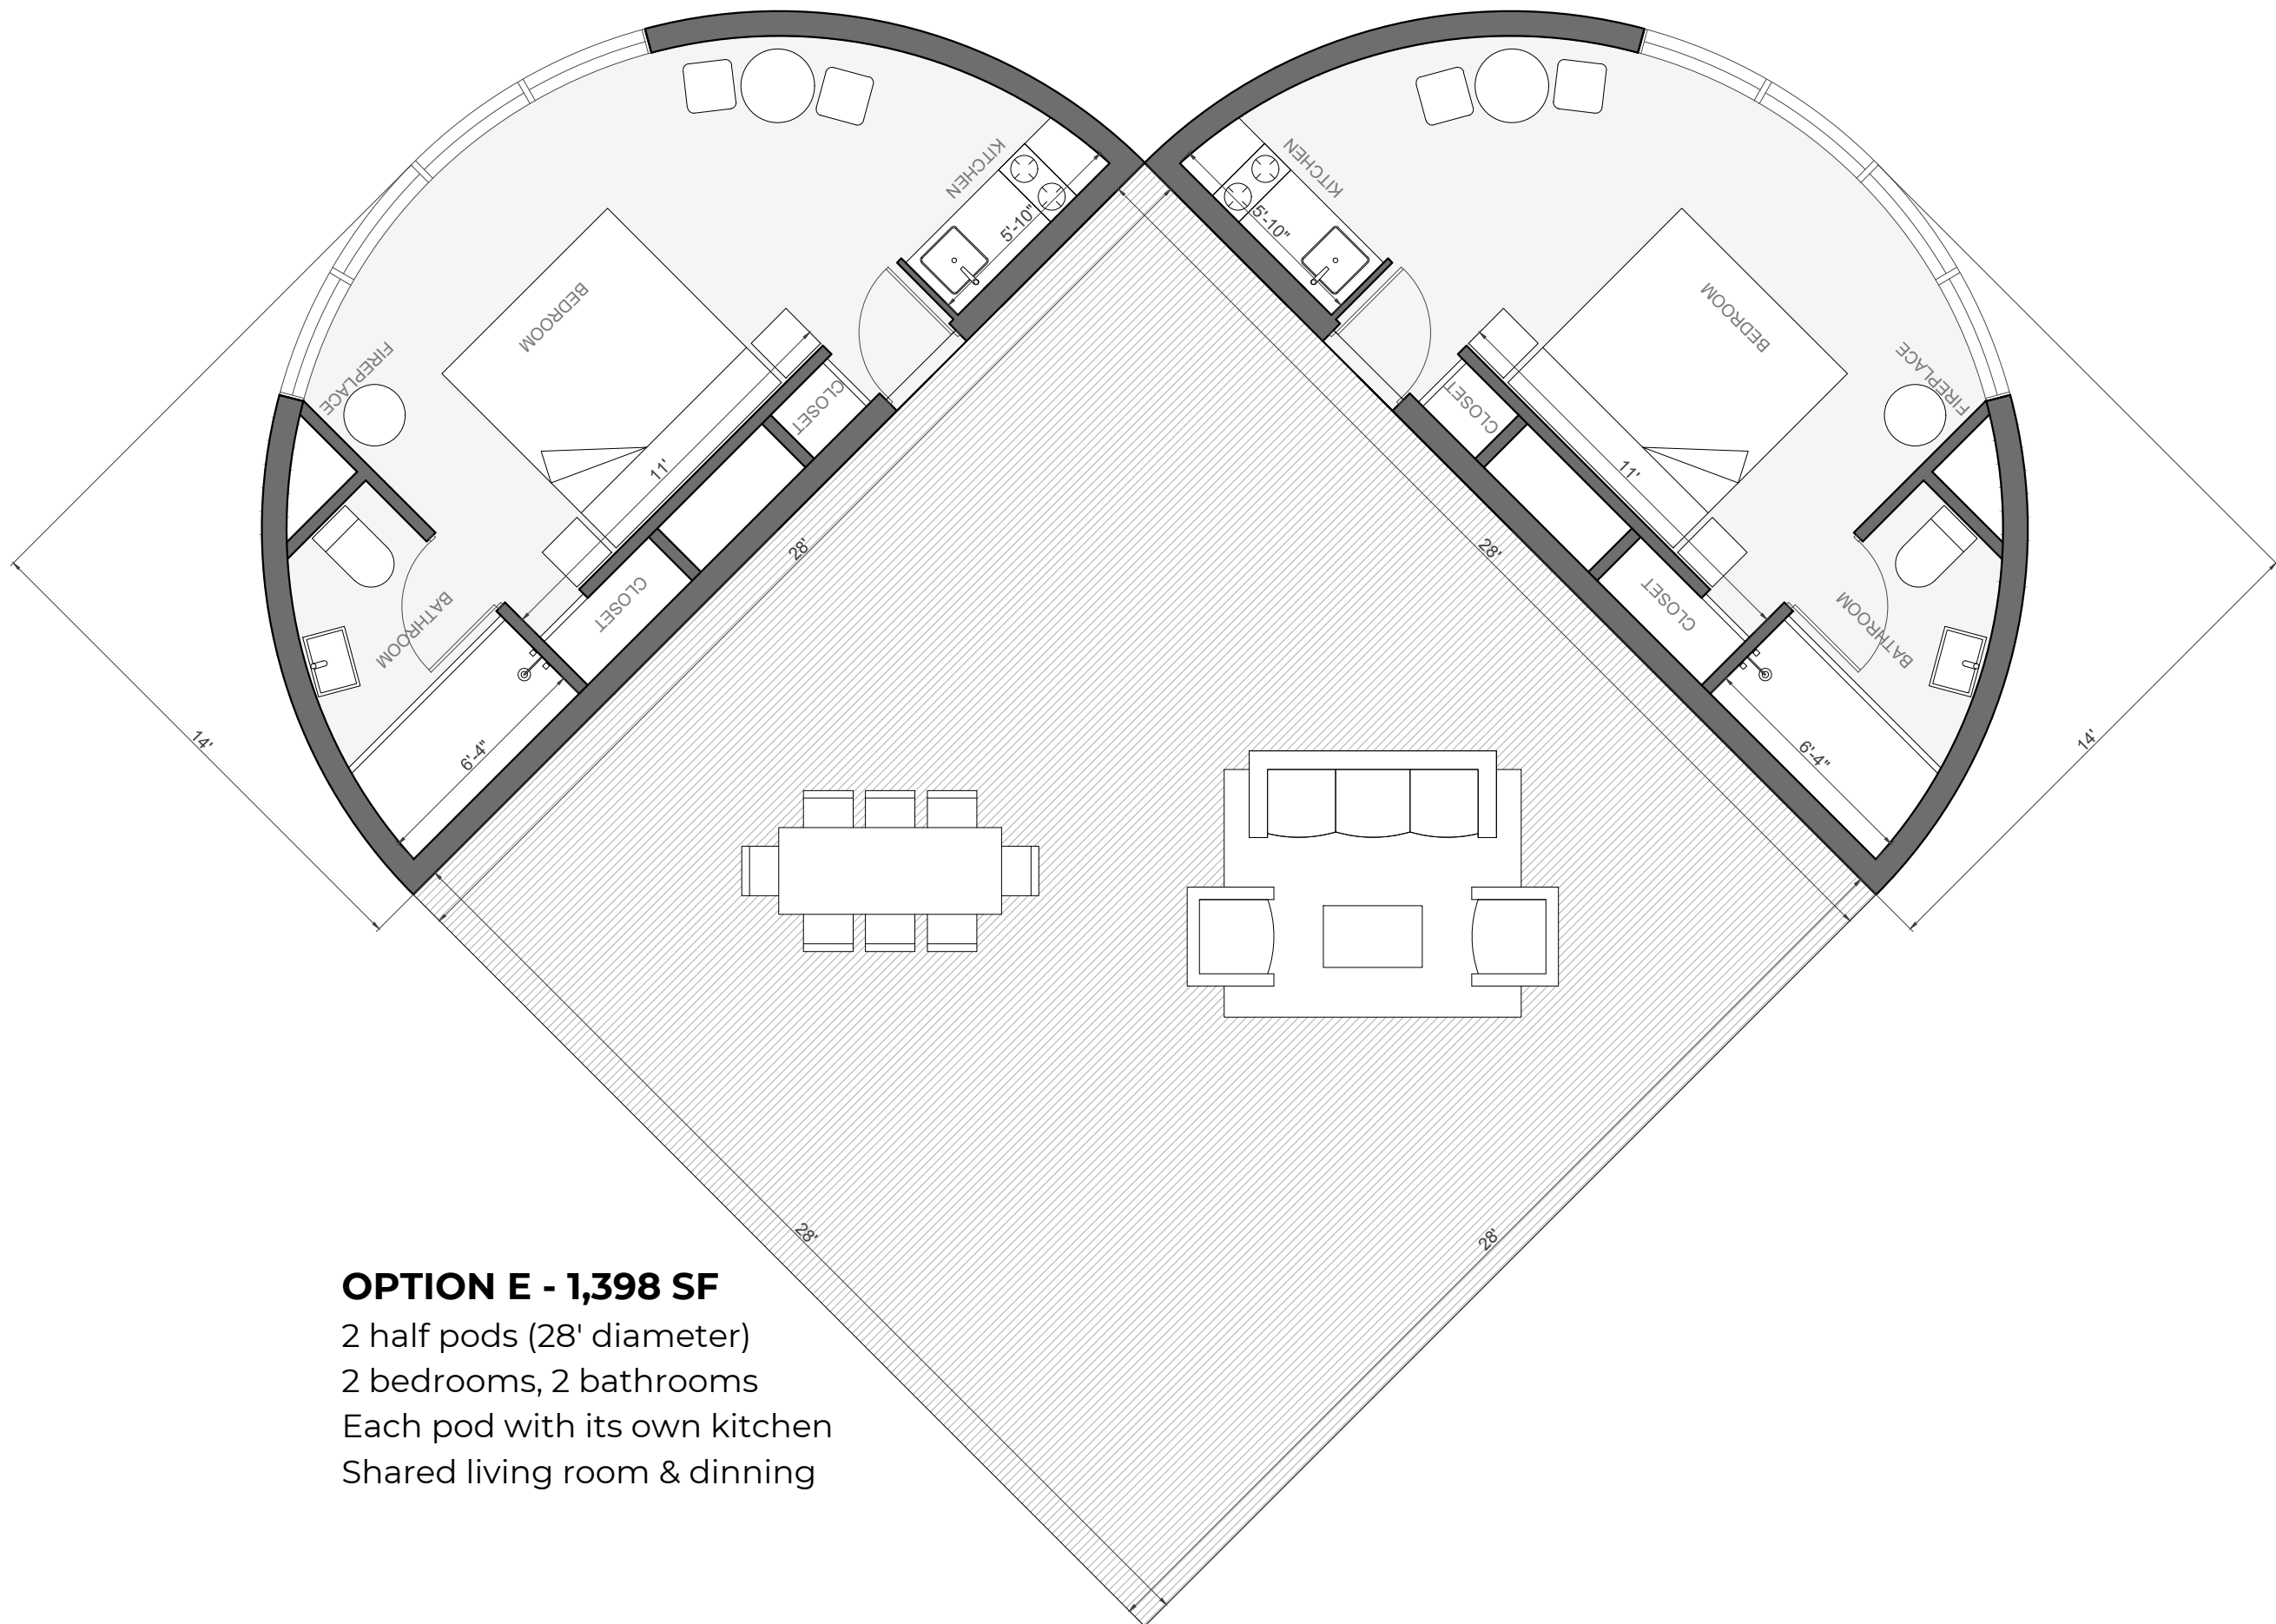 KITCHEN
KITCHEN
5'-10"
5'-10"
BEDROOM
BEDROOM
FIREPLACE
FIREPLACE
CLOSET
CLOSET
11'
11'
28'
28'
CLOSET
CLOSET
BATHROOM
BATHROOM
14'
14'
6'-4"
6'-4"
28'
28'
OPTION E - 1,398 SF
2 half pods (28' diameter)
2 bedrooms, 2 bathrooms
Each pod with its own kitchen
Shared living room & dinning